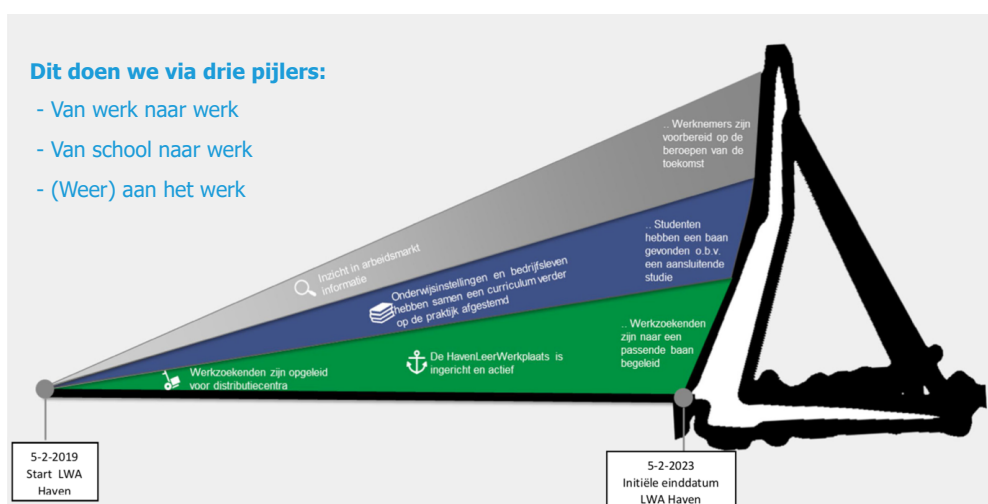 Dit doen we via drie pijlers:
- Van werk naar werk
- Van school naar werk
- (Weer) aan het werk
.. Werknemers zijn
voorbereid op de
beroepen van de
toekomst
Inzicht in arbeidsmarkt
informatie
.. Studenten
hebben een baan
gevonden o.b.v.
een aansluitende
studie
Onderwijsinstellingen en bedrijfsleven
hebben samen een curriculum verder
op de praktijk afgestemd
.. Werkzoekenden
zijn naar een
passende baan
begeleid
De HavenLeerWerkplaats is
ingericht en actief
Werkzoekenden zijn opgeleid
voor distributiecentra
5-2-2019
Start LWA
Haven
5-2-2023
Initiële einddatum
LWA Haven